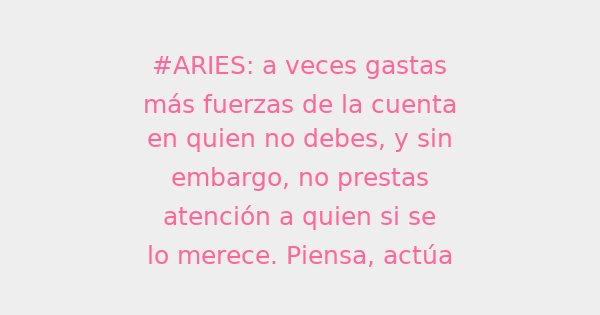 #ARIES: a veces gastas
más fuerzas de la cuenta
en quien no debes, y sin
embargo, no prestas
atención a quien si se
lo merece. Piensa, actúa